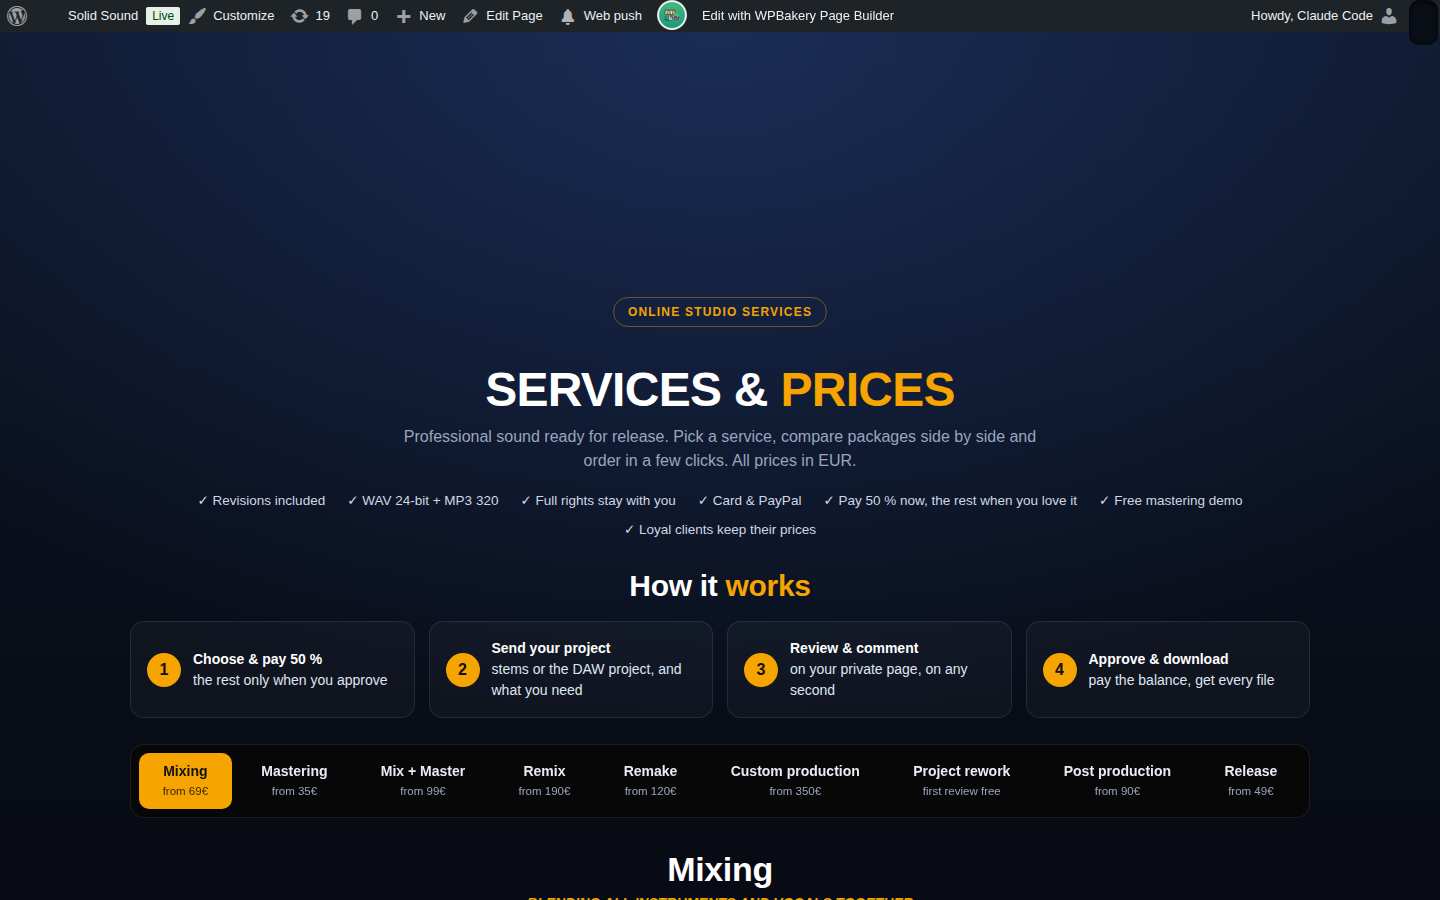 Solid Sound Live Customize 19 0 New Edit Page Web push Edit with WPBakery Page Builder Howdy, Claude Code
ONLINE STUDIO SERVICES
SERVICES & PRICES
Professional sound ready for release. Pick a service, compare packages side by side and
order in a few clicks. All prices in EUR.
✓ Revisions included ✓ WAV 24-bit + MP3 320 ✓ Full rights stay with you ✓ Card & PayPal ✓ Pay 50 % now, the rest when you love it ✓ Free mastering demo
✓ Loyal clients keep their prices
How it works
1 Choose & pay 50 %
the rest only when you approve
2 Send your project
stems or the DAW project, and
what you need
3 Review & comment
on your private page, on any
second
4 Approve & download
pay the balance, get every file
Mixing
from 69€
Mastering
from 35€
Mix + Master
from 99€
Remix
from 190€
Remake
from 120€
Custom production
from 350€
Project rework
first review free
Post production
from 90€
Release
from 49€
Mixing
BLENDING ALL INSTRUMENTS AND VOCALS TOGETHER